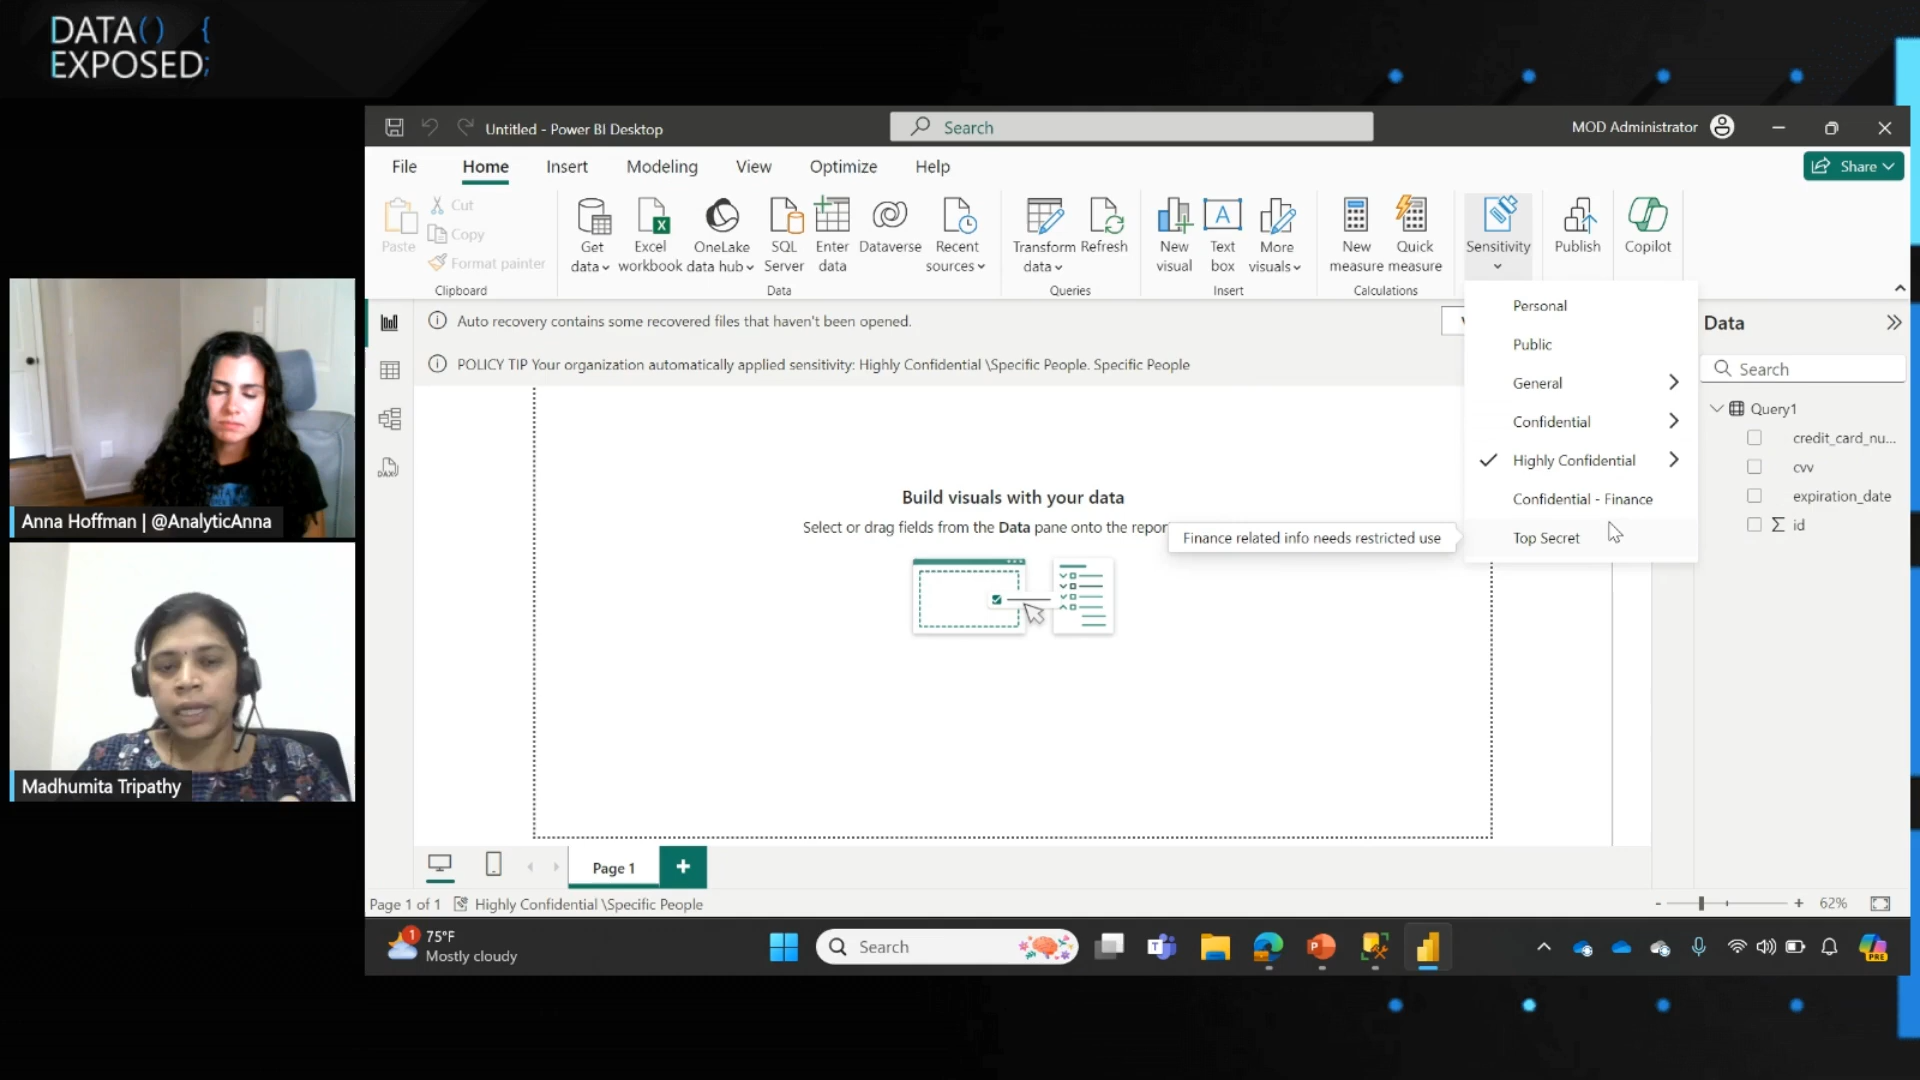 DATA() {
EXPOSED;
Untitled - Power BI Desktop
Search
MOD Administrator
File
Home
Insert
Modeling
View
Optimize
Help
Share
Paste
Cut
Copy
Format painter
Clipboard
Get
data
Excel
workbook
OneLake
data hub
SQL
Server
Enter
data
Dataverse
Recent
sources
Data
Transform
data
Refresh
Queries
New
visual
A
Text
box
More
visuals
Insert
New
measure
Quick
measure
Calculations
Sensitivity
Publish
Copilot
Auto recovery contains some recovered files that haven't been opened.
POLICY TIP Your organization automatically applied sensitivity: Highly Confidential \Specific People. Specific People
Personal
Public
General
Confidential
Highly Confidential
Confidential - Finance
Top Secret
Finance related info needs restricted use
Data
Search
Query1
credit_card_nu...
cvv
expiration_date
Σ id
DAX
Build visuals with your data
Select or drag fields from the Data pane onto the repor
Anna Hoffman | @AnalyticAnna
Madhumita Tripathy
Page 1
+
Page 1 of 1
Highly Confidential \Specific People
- + 62%
1
75°F
Mostly cloudy
Search
PRE